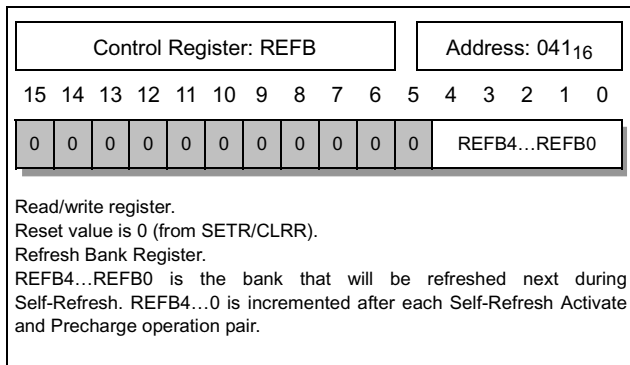 Control Register: REFB Address: 041₁₆
15 14 13 12 11 10 9 8 7 6 5 4 3 2 1 0
0 0 0 0 0 0 0 0 0 0 0 REFB4...REFB0
Read/write register.
Reset value is 0 (from SETR/CLRR).
Refresh Bank Register.
REFB4…REFB0 is the bank that will be refreshed next during
Self-Refresh. REFB4…0 is incremented after each Self-Refresh Activate
and Precharge operation pair.